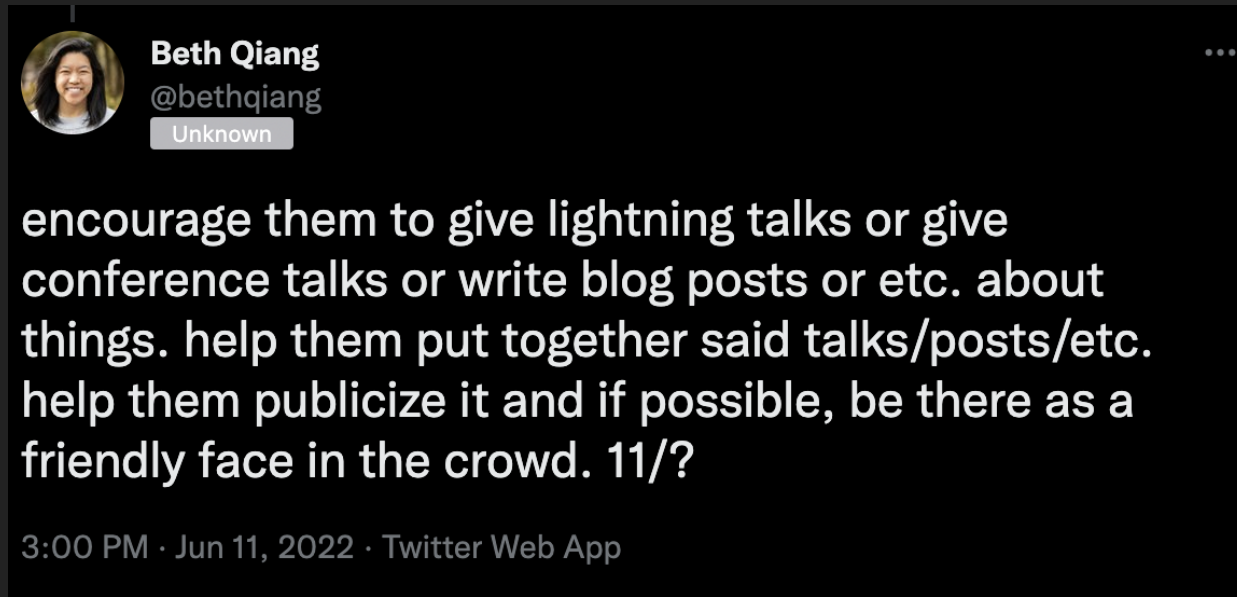 Beth Qiang
@bethqiang
Unknown
encourage them to give lightning talks or give
conference talks or write blog posts or etc. about
things. help them put together said talks/posts/etc.
help them publicize it and if possible, be there as a
friendly face in the crowd. 11/?
3:00 PM · Jun 11, 2022 · Twitter Web App